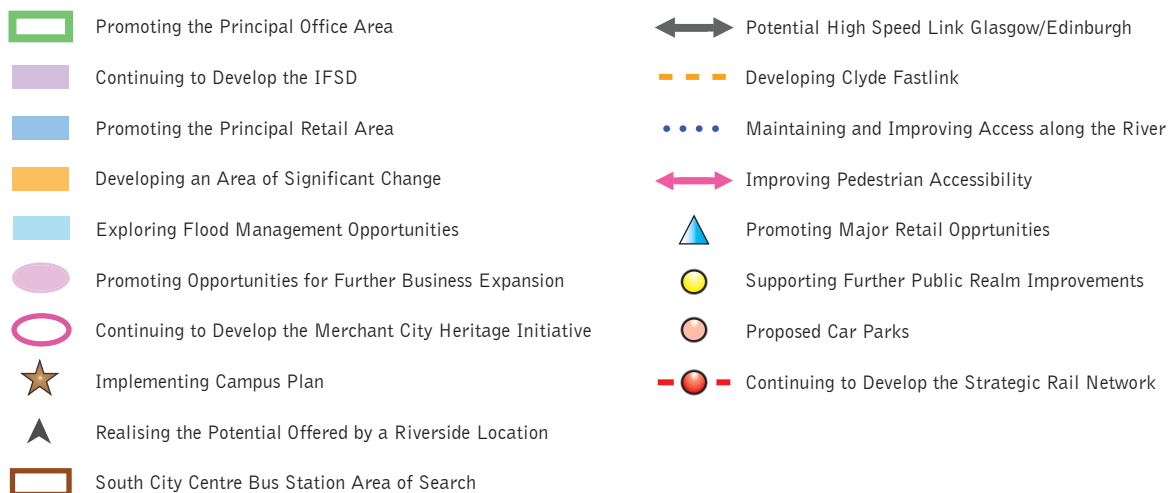 Promoting the Principal Office Area
Continuing to Develop the IFSD
Promoting the Principal Retail Area
Developing an Area of Significant Change
Exploring Flood Management Opportunities
Promoting Opportunities for Further Business Expansion
Continuing to Develop the Merchant City Heritage Initiative
Implementing Campus Plan
Realising the Potential Offered by a Riverside Location
South City Centre Bus Station Area of Search
Potential High Speed Link Glasgow/Edinburgh
Developing Clyde Fastlink
Maintaining and Improving Access along the River
Improving Pedestrian Accessibility
Promoting Major Retail Opprtunities
Supporting Further Public Realm Improvements
Proposed Car Parks
Continuing to Develop the Strategic Rail Network